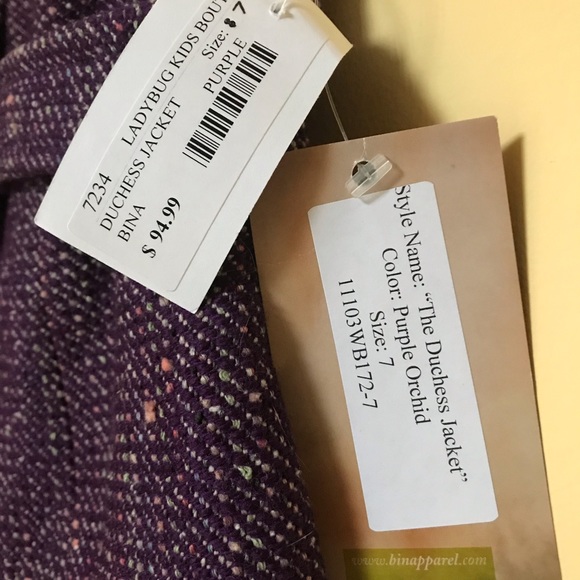 7234 LADYBUG KIDS BOUT
DUCHESS JACKET Size: 8 7
BINA PURPLE
$ 94.99
Style Name: “The Duchess Jacket”
Color: Purple Orchid
Size: 7
11103WB172-7
www.binapparel.com